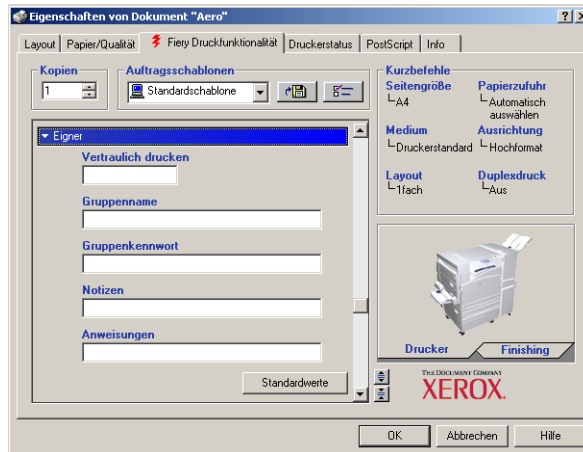 Eigenschaften von Dokument "Aero"
Layout Papier/Qualität Fiery Druckfunktionalität Druckerstatus PostScript Info
Kopien
1
Auftragsschablonen
Standardschablone
Eigner
Vertraulich drucken
Gruppenname
Gruppenkennwort
Notizen
Anweisungen
Standardwerte
Kurzbefehle
Seitengröße Papierzufuhr
A4 Automatisch
auswählen
Medium Ausrichtung
Druckerstandard Hochformat
Layout Duplexdruck
1fach Aus
Drucker Finishing
THE DOCUMENT COMPANY
XEROX.
OK Abbrechen Hilfe